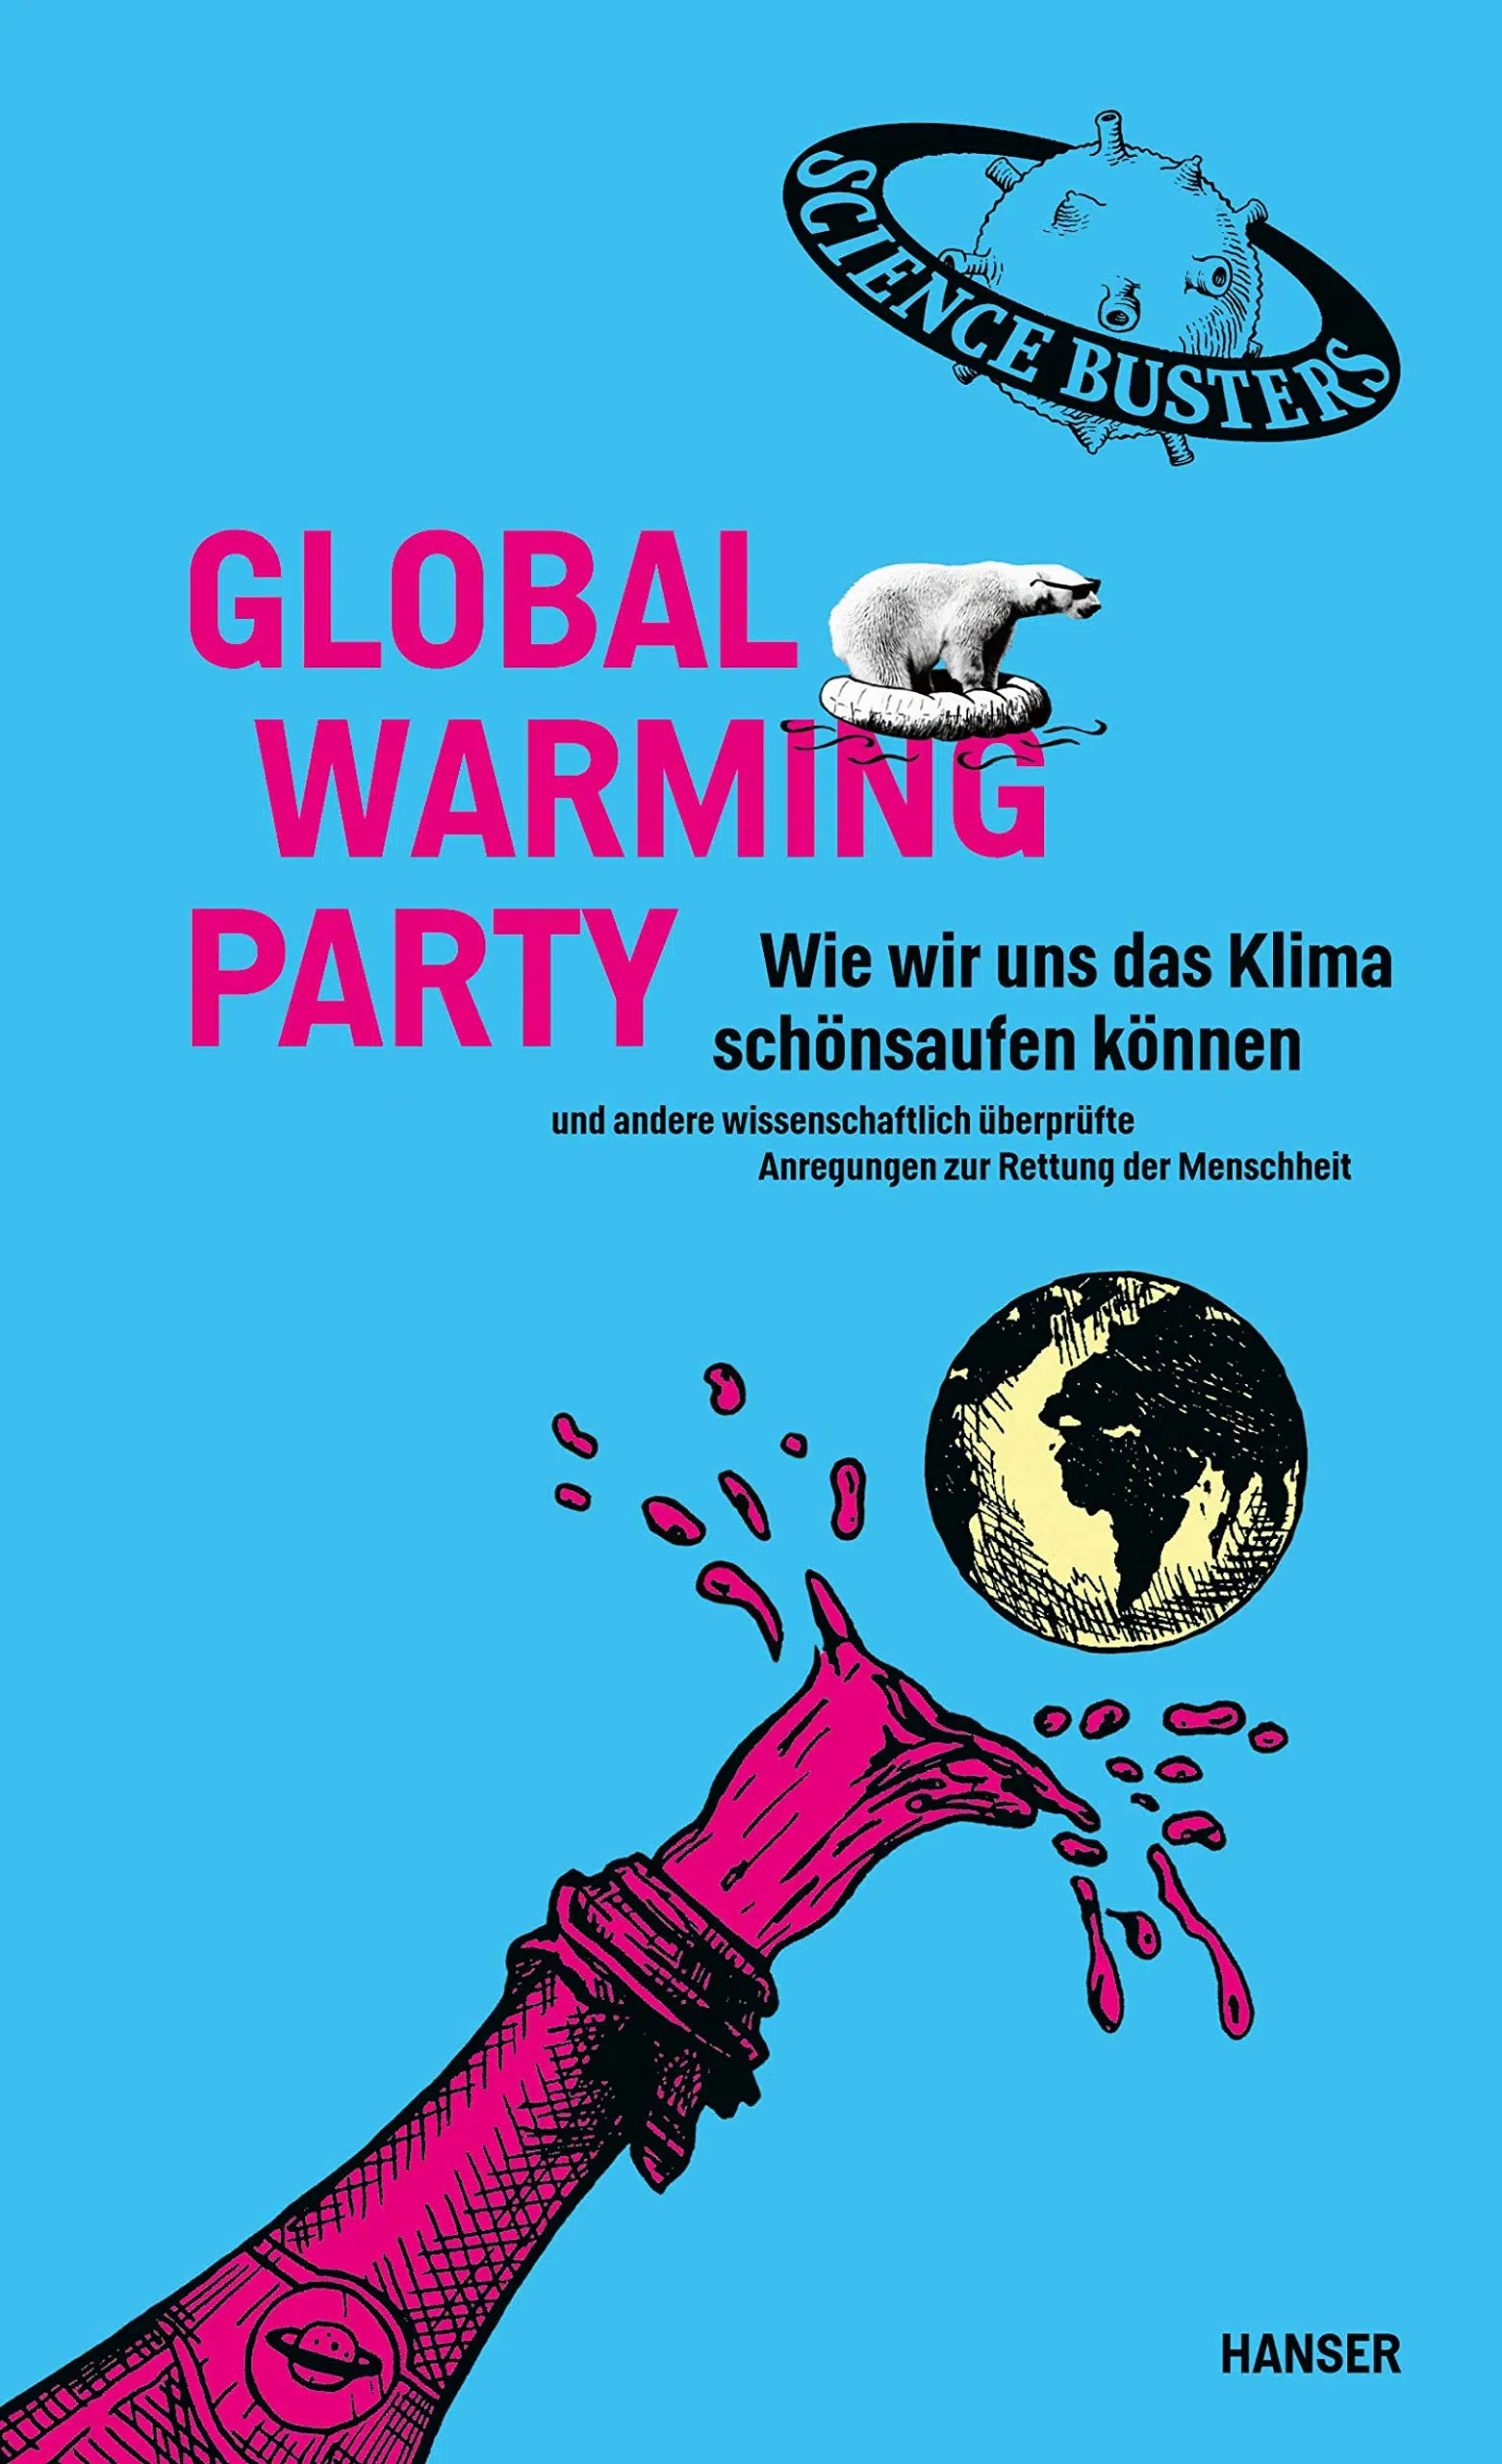 SCIENCE BUSTERS
GLOBAL
WARMING
PARTY
Wie wir uns das Klima
schönsaufen können
und andere wissenschaftlich überprüfte
Anregungen zur Rettung der Menschheit
HANSER